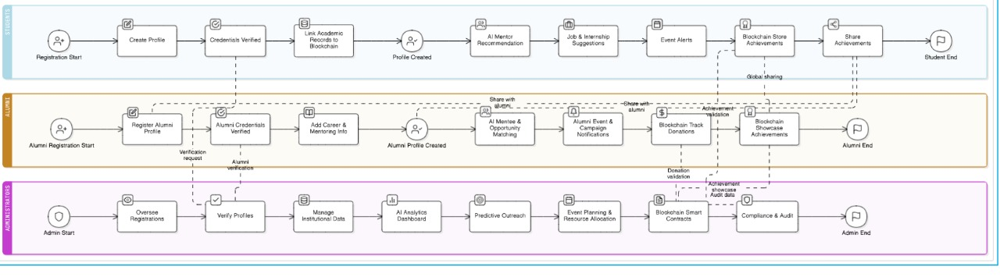 STUDENTS
Registration Start
Create Profile
Credentials Verified
Link Academic
Records to
Blockchain
Profile Created
AI Mentor
Recommendation
Job & Internship
Suggestions
Event Alerts
Blockchain Store
Achievements
Share
Achievements
Student End
Global sharing
ALUMNI
Share with
alumni
Share with
alumni
Achievement
validation
Alumni Registration Start
Register Alumni
Profile
Alumni Credentials
Verified
Add Career &
Mentoring Info
Alumni Profile Created
AI Mentee &
Opportunity
Matching
Alumni Event &
Campaign
Notifications
Blockchain Track
Donations
Blockchain
Showcase
Achievements
Alumni End
Verification
request
Alumni
verification
Donation
validation
Achievement
showcase
Audit data
ADMINISTRATORS
Admin Start
Oversee
Registrations
Verify Profiles
Manage
Institutional Data
AI Analytics
Dashboard
Predictive Outreach
Event Planning &
Resource Allocation
Blockchain Smart
Contracts
Compliance & Audit
Admin End